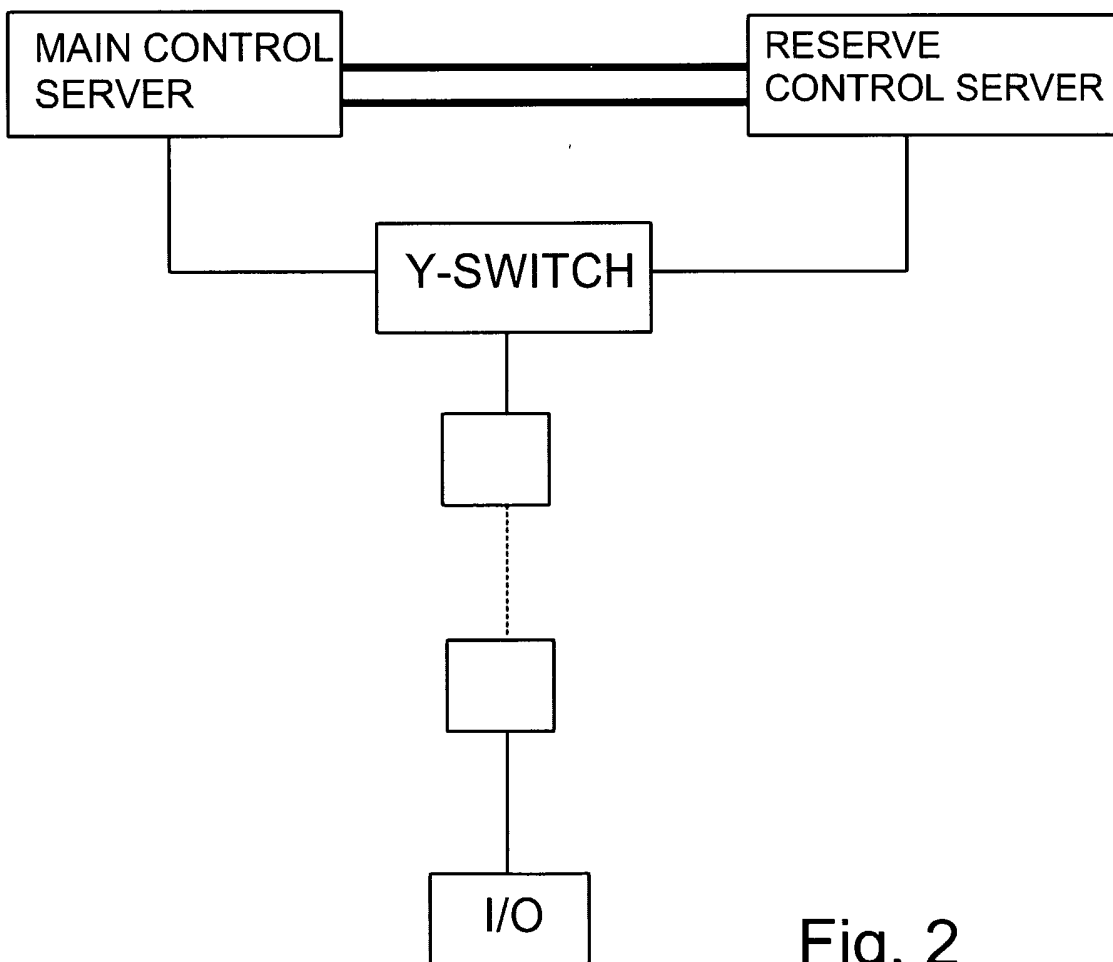 MAIN CONTROL
SERVER
RESERVE
CONTROL SERVER
Y-SWITCH
I/O
Fig. 2